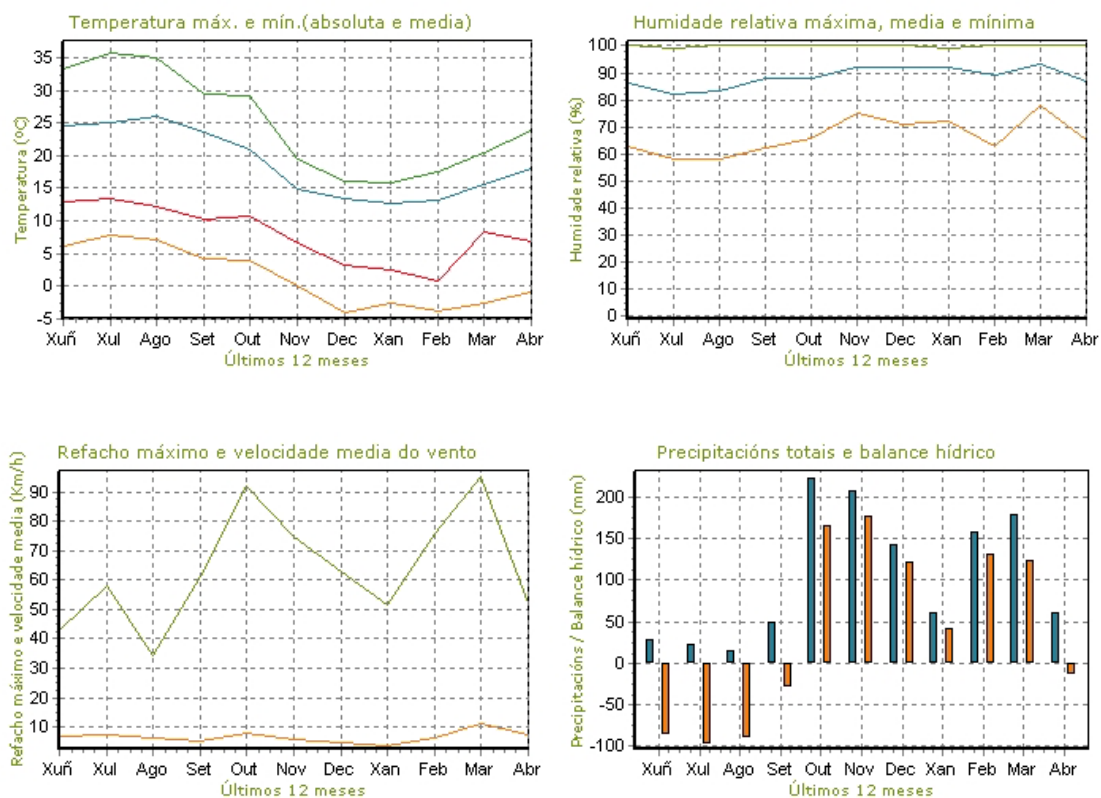 Temperatura máx. e mín.(absoluta e media)
Temperatura (ºC)
35
30
25
20
15
10
5
0
-5
Xuñ Xul Ago Set Out Nov Dec Xan Feb Mar Abr
Últimos 12 meses
Humidade relativa máxima, media e mínima
Humidade relativa (%)
100
90
80
70
60
50
40
30
20
10
0
Xuñ Xul Ago Set Out Nov Dec Xan Feb Mar Abr
Últimos 12 meses
Refacho máximo e velocidade media do vento
Refacho máximo e velocidade media (Km/h)
90
80
70
60
50
40
30
20
10
Xuñ Xul Ago Set Out Nov Dec Xan Feb Mar Abr
Últimos 12 meses
Precipitacións totais e balance hídrico
Precipitacións / Balance hídrico (mm)
200
150
100
50
0
-50
-100
Xuñ Xul Ago Set Out Nov Dec Xan Feb Mar Abr
Últimos 12 meses